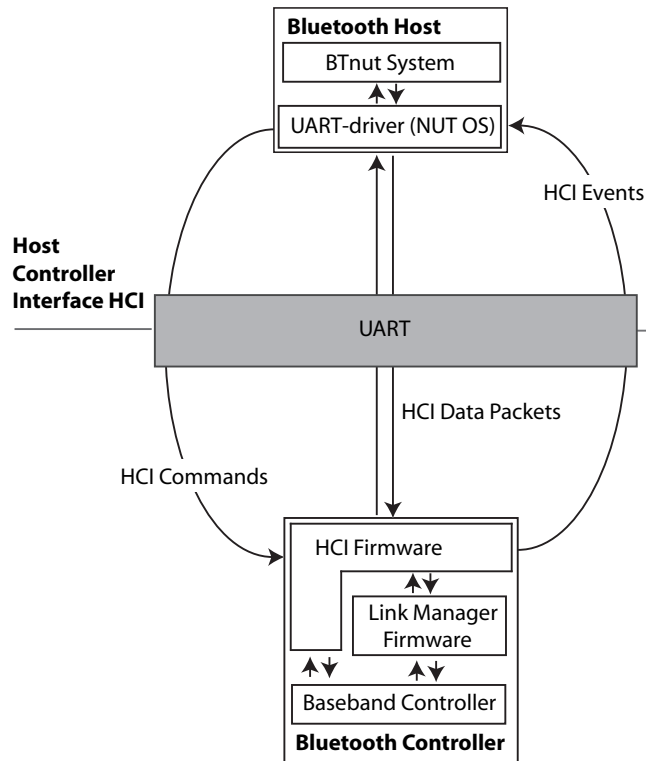 Bluetooth Host
BTnut System
UART-driver (NUT OS)
HCI Events
Host
Controller
Interface HCI
UART
HCI Data Packets
HCI Commands
HCI Firmware
Link Manager
Firmware
Baseband Controller
Bluetooth Controller